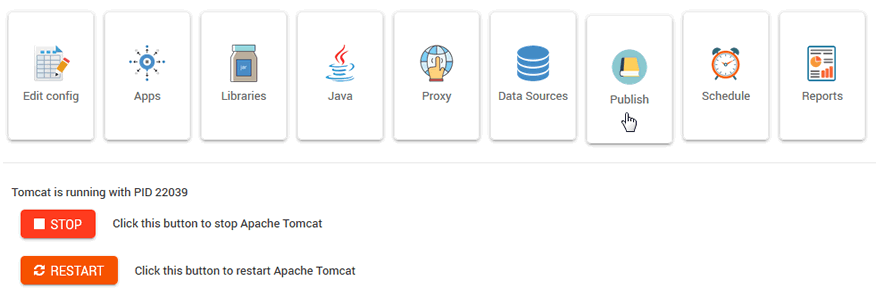 Edit config
Apps
jar
Libraries
Java
Proxy
Data Sources
Publish
Schedule
Reports
Tomcat is running with PID 22039
STOP Click this button to stop Apache Tomcat
RESTART Click this button to restart Apache Tomcat